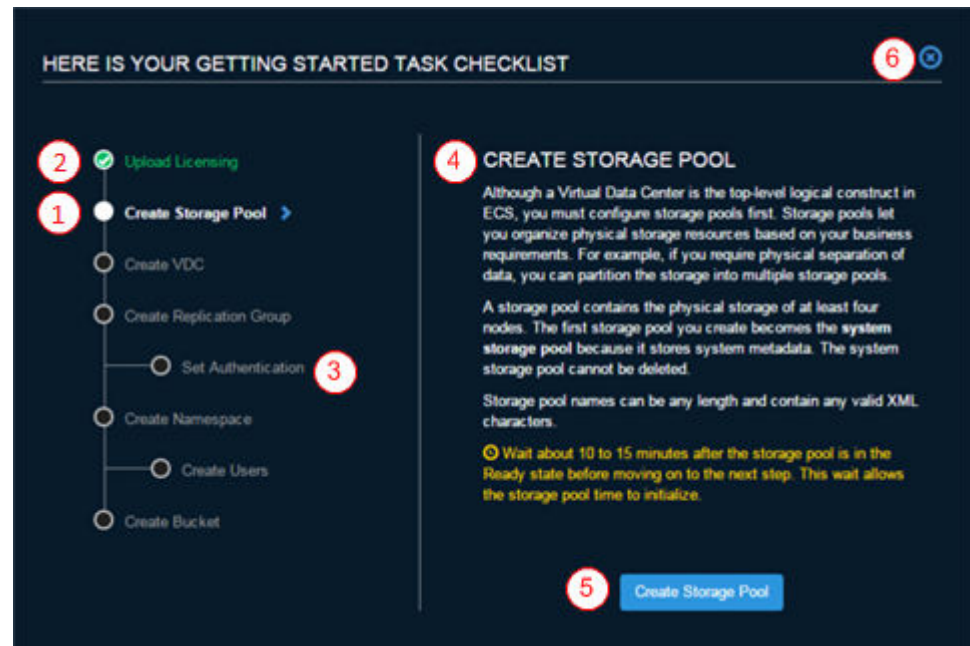 HERE IS YOUR GETTING STARTED TASK CHECKLIST
6
2
Upload Licensing
1
Create Storage Pool
Create VDC
Create Replication Group
Set Authentication
3
Create Namespace
Create Users
Create Bucket
4
CREATE STORAGE POOL
Although a Virtual Data Center is the top-level logical construct in
ECS, you must configure storage pools first. Storage pools let
you organize physical storage resources based on your business
requirements. For example, if you require physical separation of
data, you can partition the storage into multiple storage pools.
A storage pool contains the physical storage of at least four
nodes. The first storage pool you create becomes the system
storage pool because it stores system metadata. The system
storage pool cannot be deleted.
Storage pool names can be any length and contain any valid XML
characters.
Wait about 10 to 15 minutes after the storage pool is in the
Ready state before moving on to the next step. This wait allows
the storage pool time to initialize.
5
Create Storage Pool